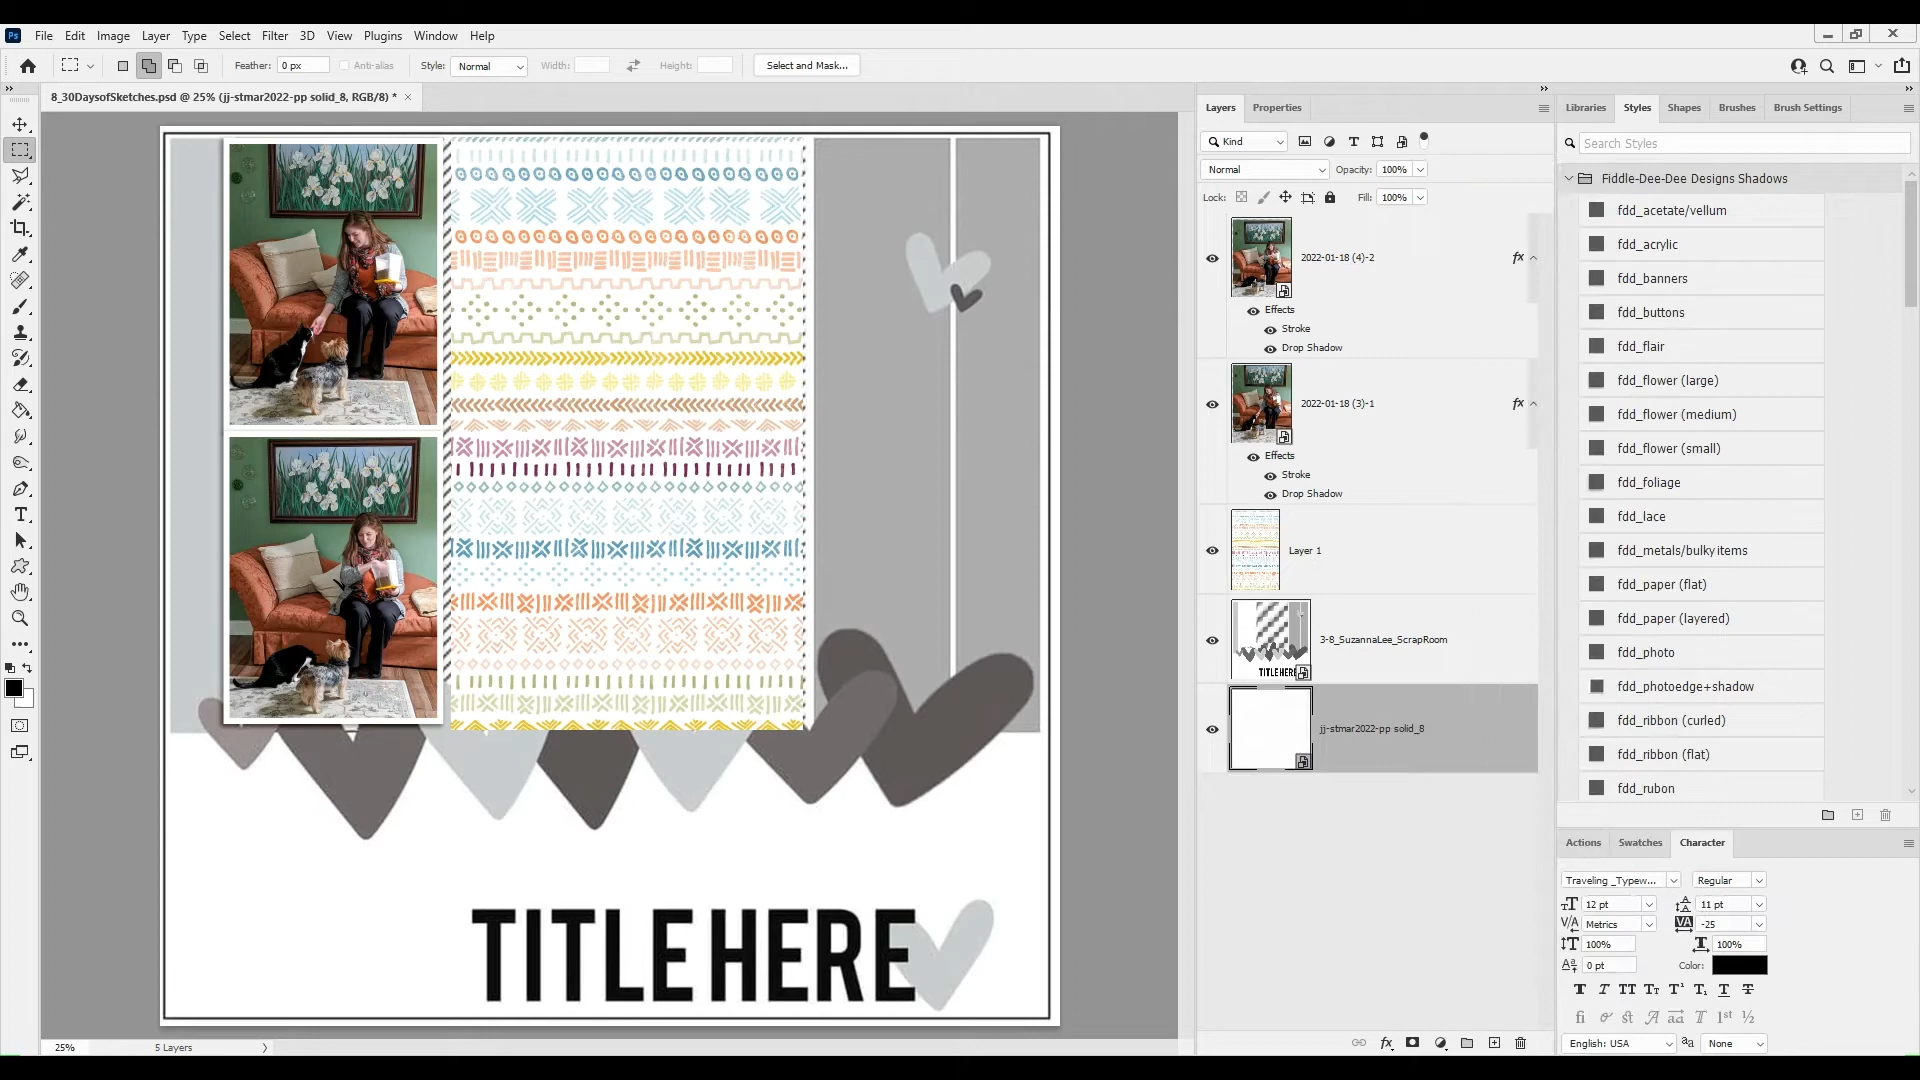 Ps File Edit Image Layer Type Select Filter 3D View Plugins Window Help
Feather: 0 px Anti-alias Style: Normal Width: Height: Select and Mask...
8_30DaysofSketches.psd @ 25% (jj-stmar2022-pp solid_8, RGB/8) *
Layers Properties
Kind
Normal Opacity: 100%
Lock: Fill: 100%
2022-01-18 (4)-2 fx
Effects
Stroke
Drop Shadow
2022-01-18 (3)-1 fx
Effects
Stroke
Drop Shadow
Layer 1
3-8_SuzannaLee_ScrapRoom
TITLE HERE
jj-stmar2022-pp solid_8
Libraries Styles Shapes Brushes Brush Settings
Search Styles
Fiddle-Dee-Dee Designs Shadows
fdd_acetate/vellum
fdd_acrylic
fdd_banners
fdd_buttons
fdd_flair
fdd_flower (large)
fdd_flower (medium)
fdd_flower (small)
fdd_foliage
fdd_lace
fdd_metals/bulky items
fdd_paper (flat)
fdd_paper (layered)
fdd_photo
fdd_photoedge+shadow
fdd_ribbon (curled)
fdd_ribbon (flat)
fdd_rubon
Actions Swatches Character
Traveling _Typew... Regular
12 pt 11 pt
Metrics -25
100% 100%
0 pt Color:
English: USA aa None
TITLE HERE
25% 5 Layers